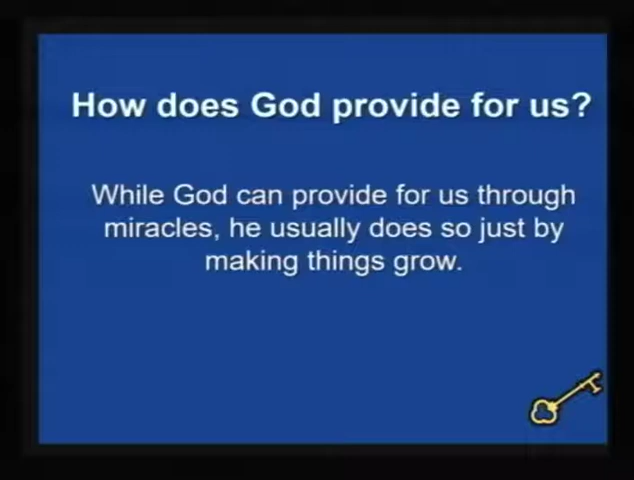 How does God provide for us?
While God can provide for us through
miracles, he usually does so just by
making things grow.